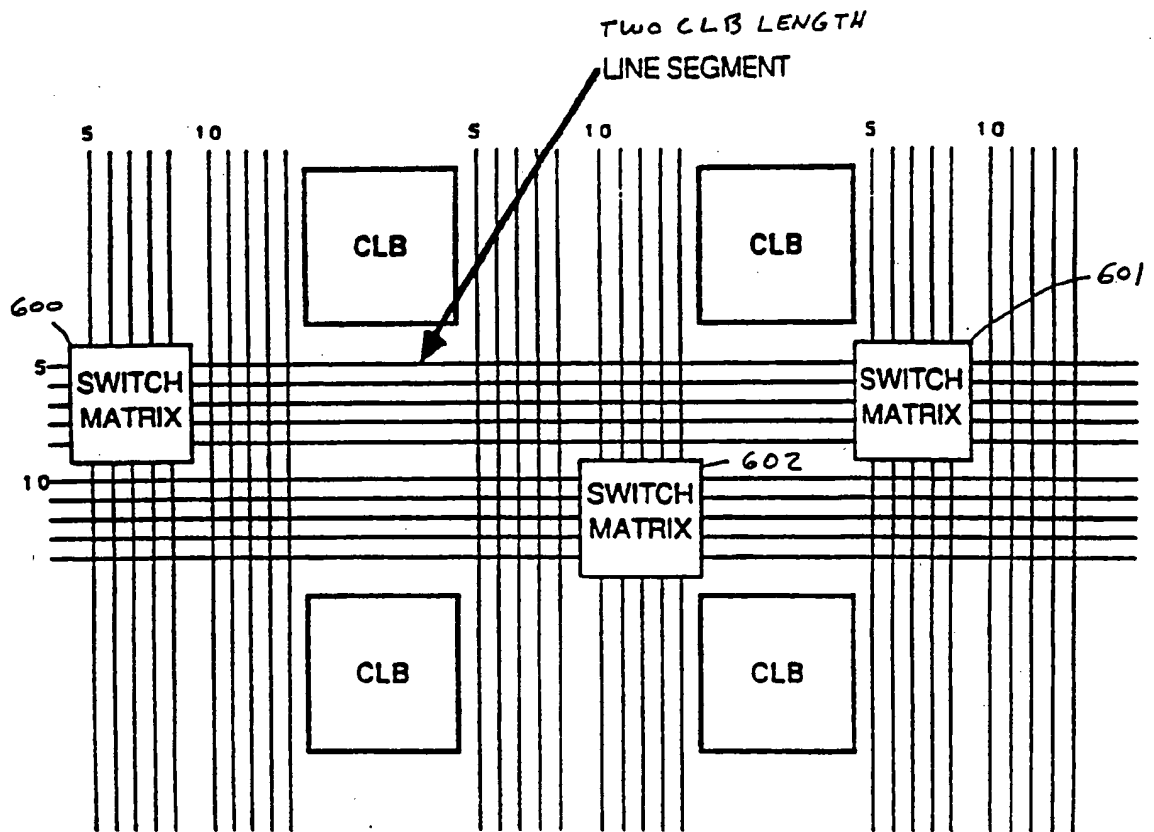 TWO CLB LENGTH
LINE SEGMENT
5 10 5 10 5 10
CLB CLB
600 601
5
SWITCH
MATRIX
SWITCH
MATRIX
10
602
SWITCH
MATRIX
CLB CLB